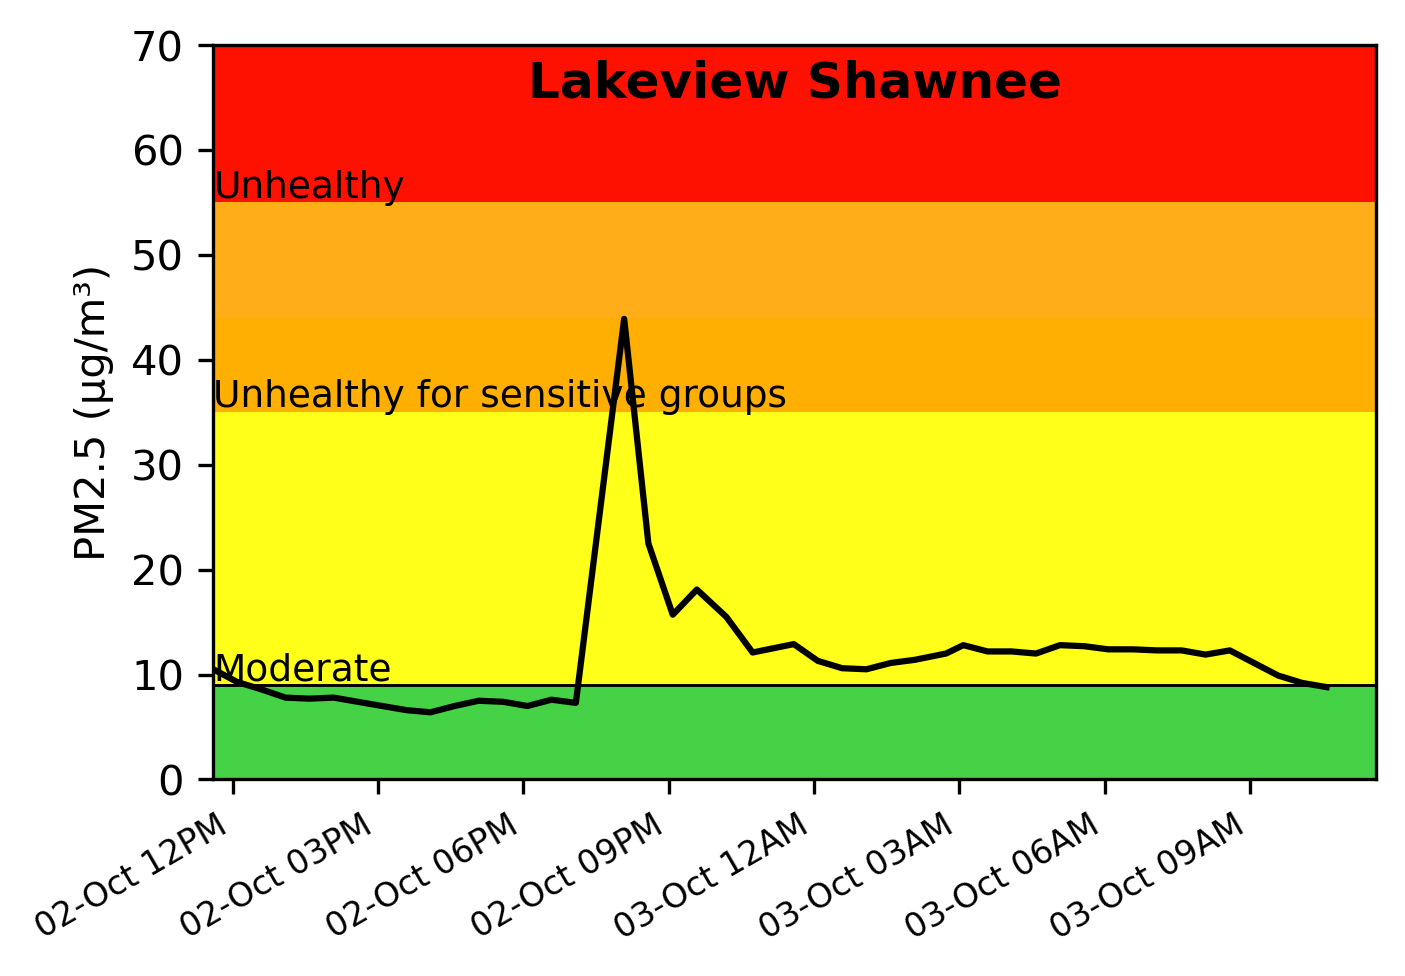 Lakeview Shawnee
PM2.5 (µg/m³)
70
60
50
40
30
20
10
0
Unhealthy
Unhealthy for sensitive groups
Moderate
02-Oct 12PM
02-Oct 03PM
02-Oct 06PM
02-Oct 09PM
03-Oct 12AM
03-Oct 03AM
03-Oct 06AM
03-Oct 09AM